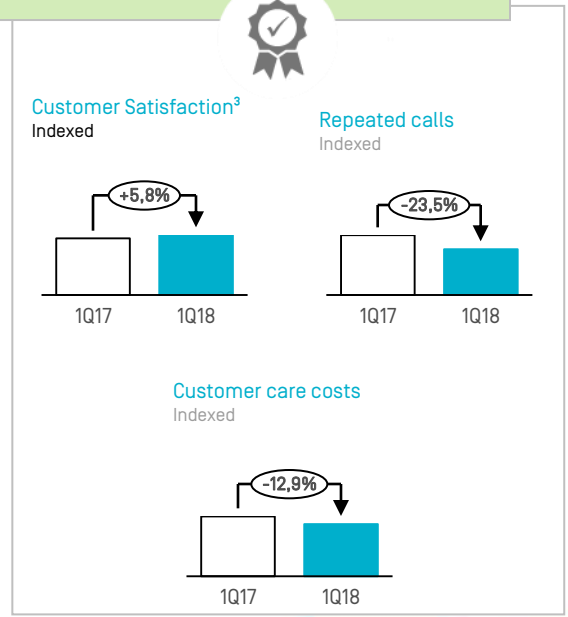 Customer Satisfaction³
Indexed
+5,8%
1Q17 1Q18
Repeated calls
Indexed
-23,5%
1Q17 1Q18
Customer care costs
Indexed
-12,9%
1Q17 1Q18